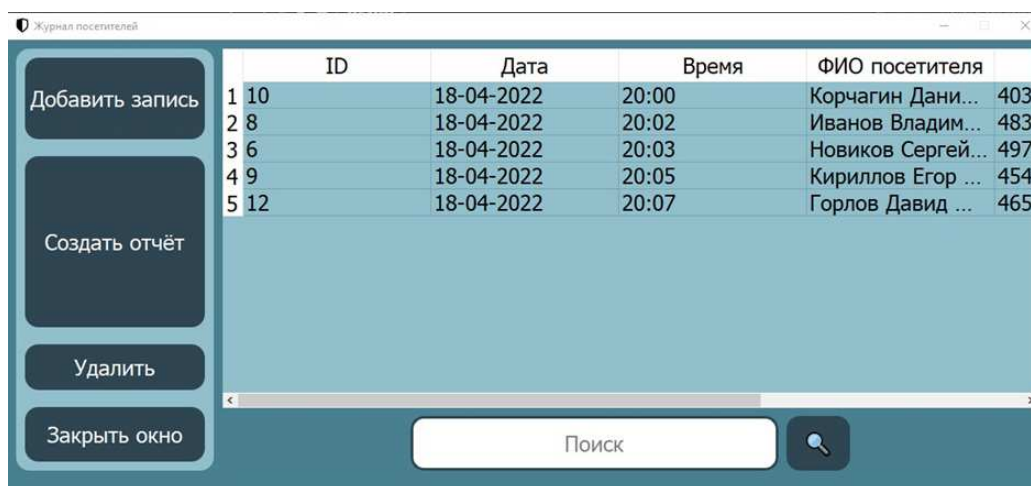 Журнал посетителей
Добавить запись
Создать отчёт
Удалить
Закрыть окно
ID Дата Время ФИО посетителя
1 10 18-04-2022 20:00 Корчагин Дани... 403
2 8 18-04-2022 20:02 Иванов Владим... 483
3 6 18-04-2022 20:03 Новиков Сергей... 497
4 9 18-04-2022 20:05 Кириллов Егор ... 454
5 12 18-04-2022 20:07 Горлов Давид ... 465
Поиск